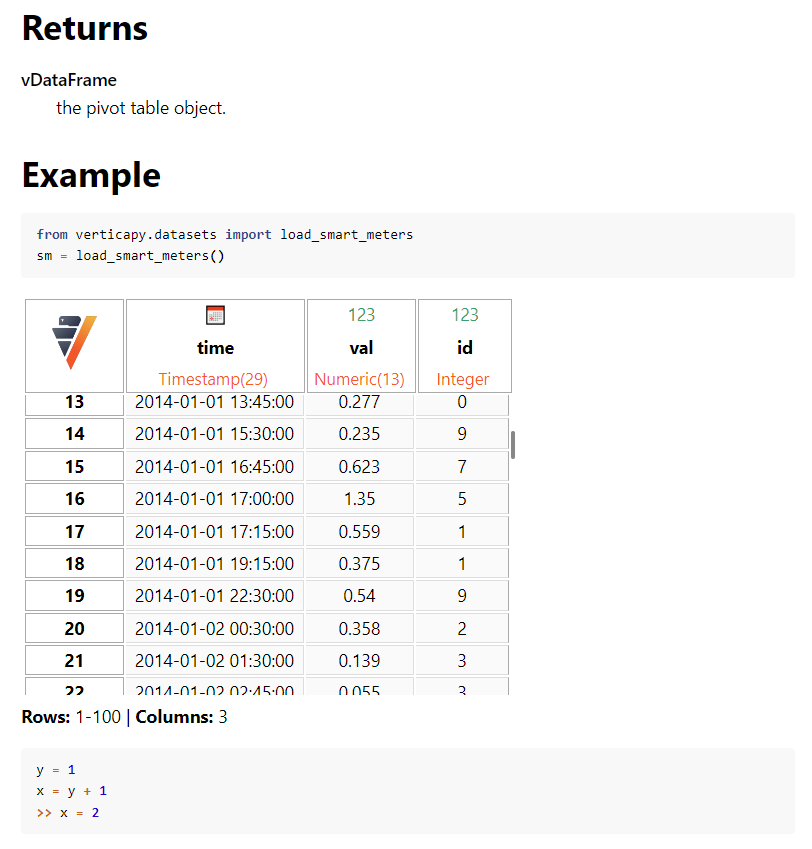 Returns
vDataFrame
the pivot table object.
Example
from verticapy.datasets import load_smart_meters
sm = load_smart_meters()
123 123
time val id
Timestamp(29) Numeric(13) Integer
13 2014-01-01 13:45:00 0.277 0
14 2014-01-01 15:30:00 0.235 9
15 2014-01-01 16:45:00 0.623 7
16 2014-01-01 17:00:00 1.35 5
17 2014-01-01 17:15:00 0.559 1
18 2014-01-01 19:15:00 0.375 1
19 2014-01-01 22:30:00 0.54 9
20 2014-01-02 00:30:00 0.358 2
21 2014-01-02 01:30:00 0.139 3
22 2014-01-02 02:45:00 0.055 3
Rows: 1-100 | Columns: 3
y = 1
x = y + 1
>> x = 2